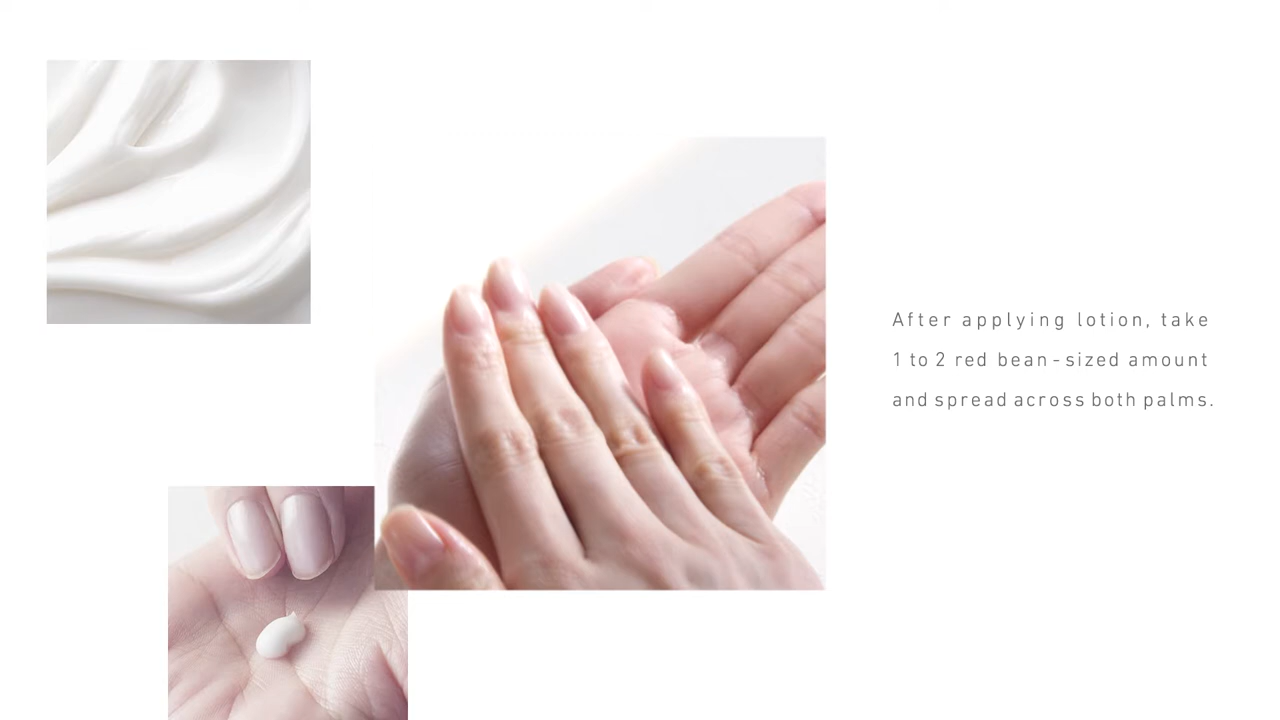 After applying lotion, take
1 to 2 red bean-sized amount
and spread across both palms.